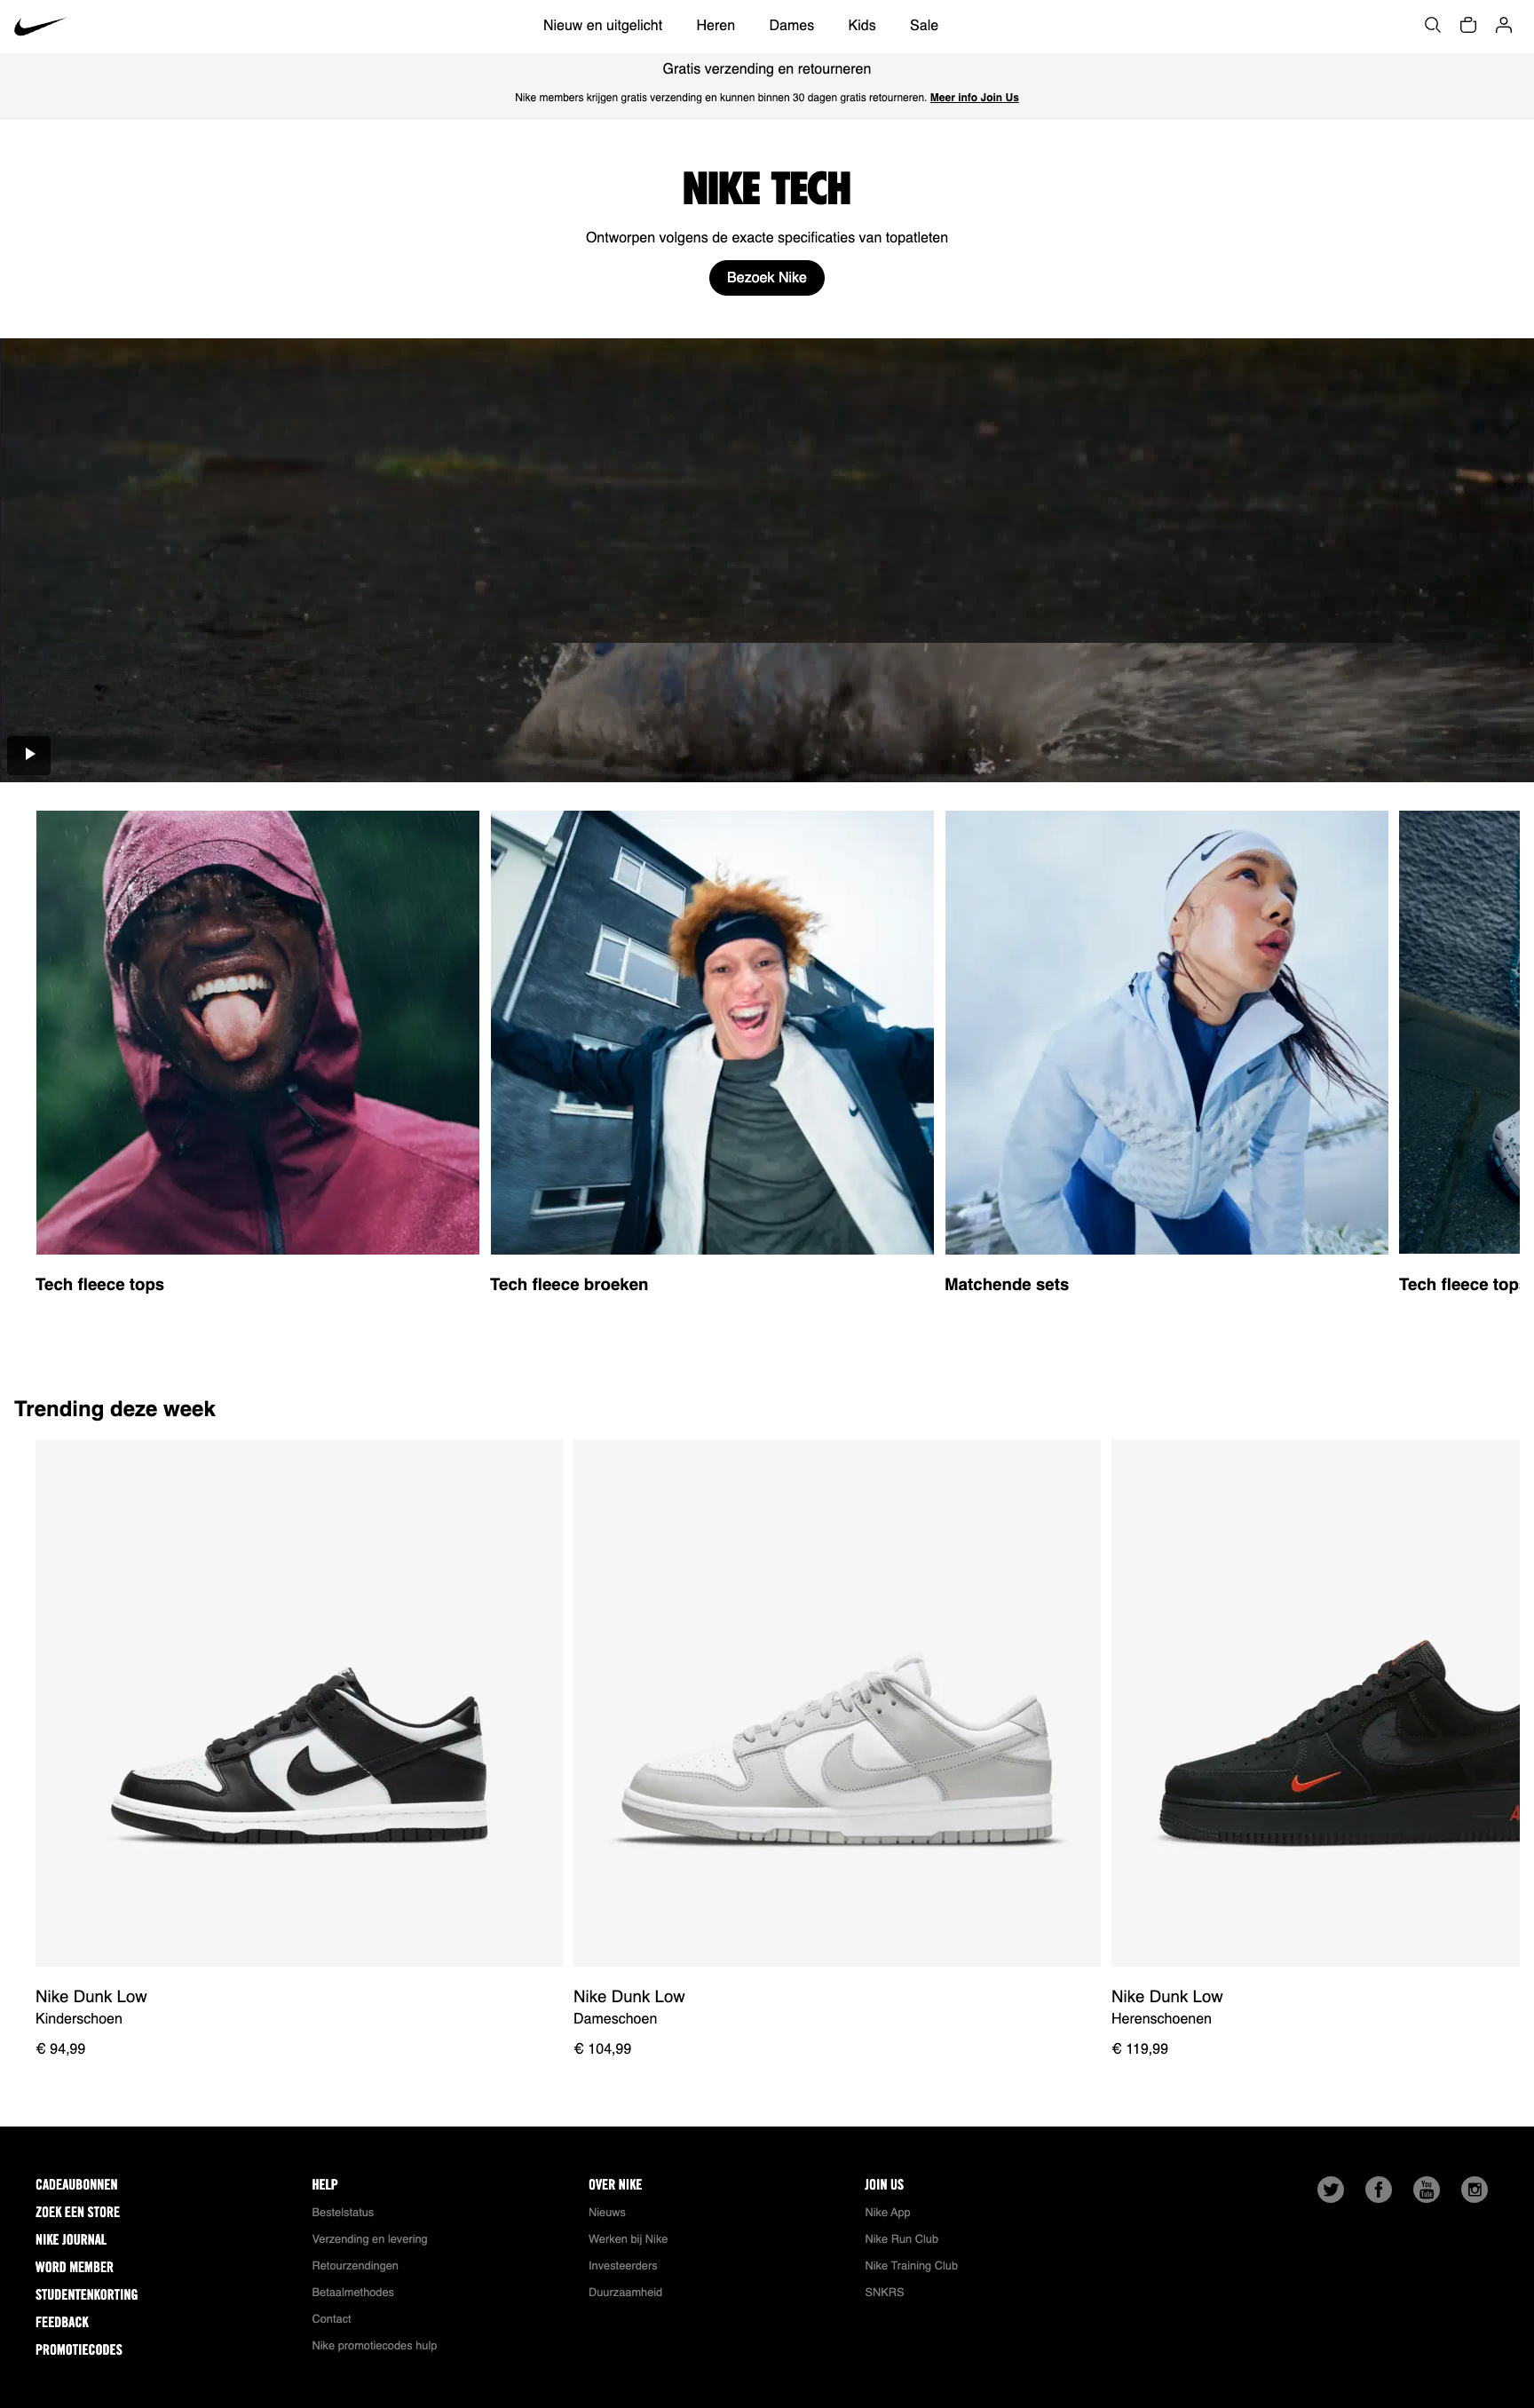 Nieuw en uitgelicht Heren Dames Kids Sale
Gratis verzending en retourneren
Nike members krijgen gratis verzending en kunnen binnen 30 dagen gratis retourneren. Meer info Join Us
NIKE TECH
Ontworpen volgens de exacte specificaties van topatleten
Bezoek Nike
Tech fleece tops
Tech fleece broeken
Matchende sets
Tech fleece tops
Trending deze week
Nike Dunk Low
Kinderschoen
€ 94,99
Nike Dunk Low
Dameschoen
€ 104,99
Nike Dunk Low
Herenschoenen
€ 119,99
CADEAUBONNEN
ZOEK EEN STORE
NIKE JOURNAL
WORD MEMBER
STUDENTENKORTING
FEEDBACK
PROMOTIECODES
HELP
Bestelstatus
Verzending en levering
Retourzendingen
Betaalmethodes
Contact
Nike promotiecodes hulp
OVER NIKE
Nieuws
Werken bij Nike
Investeerders
Duurzaamheid
JOIN US
Nike App
Nike Run Club
Nike Training Club
SNKRS
You
Tube